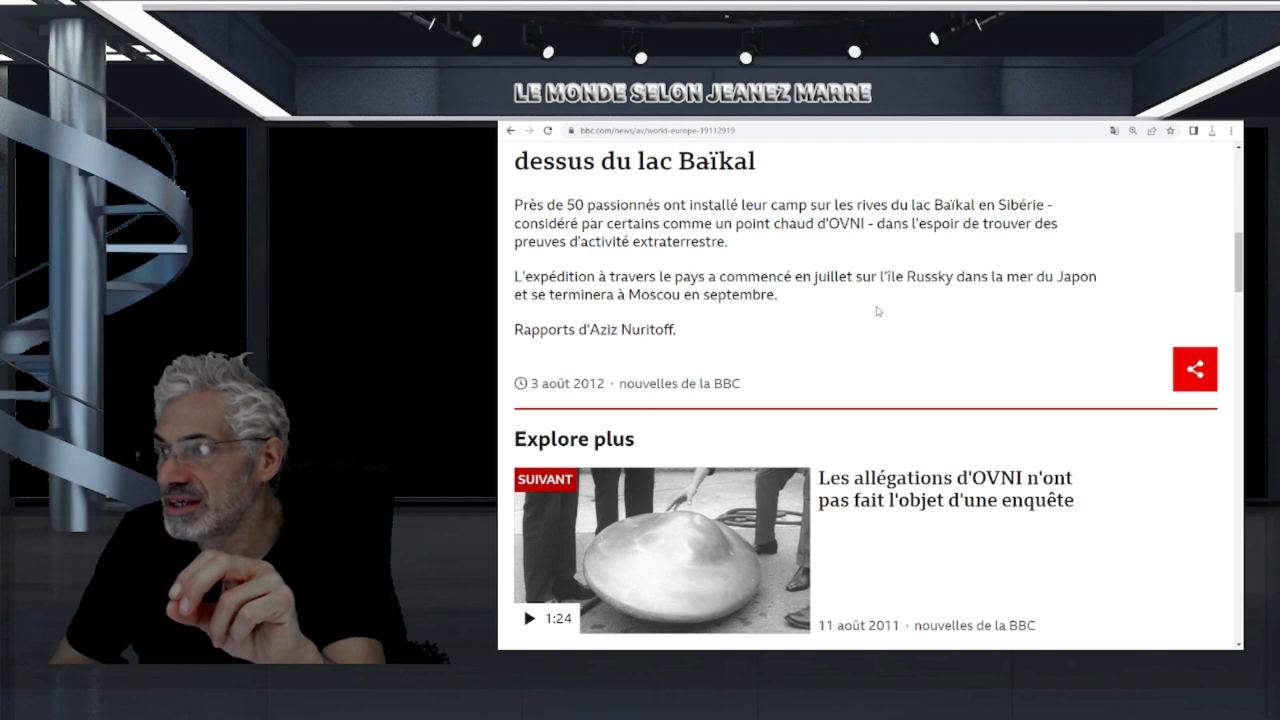 LE MONDE SELON JEANEZ MARRE
bbc.com/news/av/world-europe-19112919
dessus du lac Baïkal
Près de 50 passionnés ont installé leur camp sur les rives du lac Baïkal en Sibérie -
considéré par certains comme un point chaud d'OVNI - dans l'espoir de trouver des
preuves d'activité extraterrestre.
L'expédition à travers le pays a commencé en juillet sur l'île Russky dans la mer du Japon
et se terminera à Moscou en septembre.
Rapports d'Aziz Nuritoff.
3 août 2012 · nouvelles de la BBC
Explore plus
SUIVANT
Les allégations d'OVNI n'ont
pas fait l'objet d'une enquête
1:24
11 août 2011 · nouvelles de la BBC